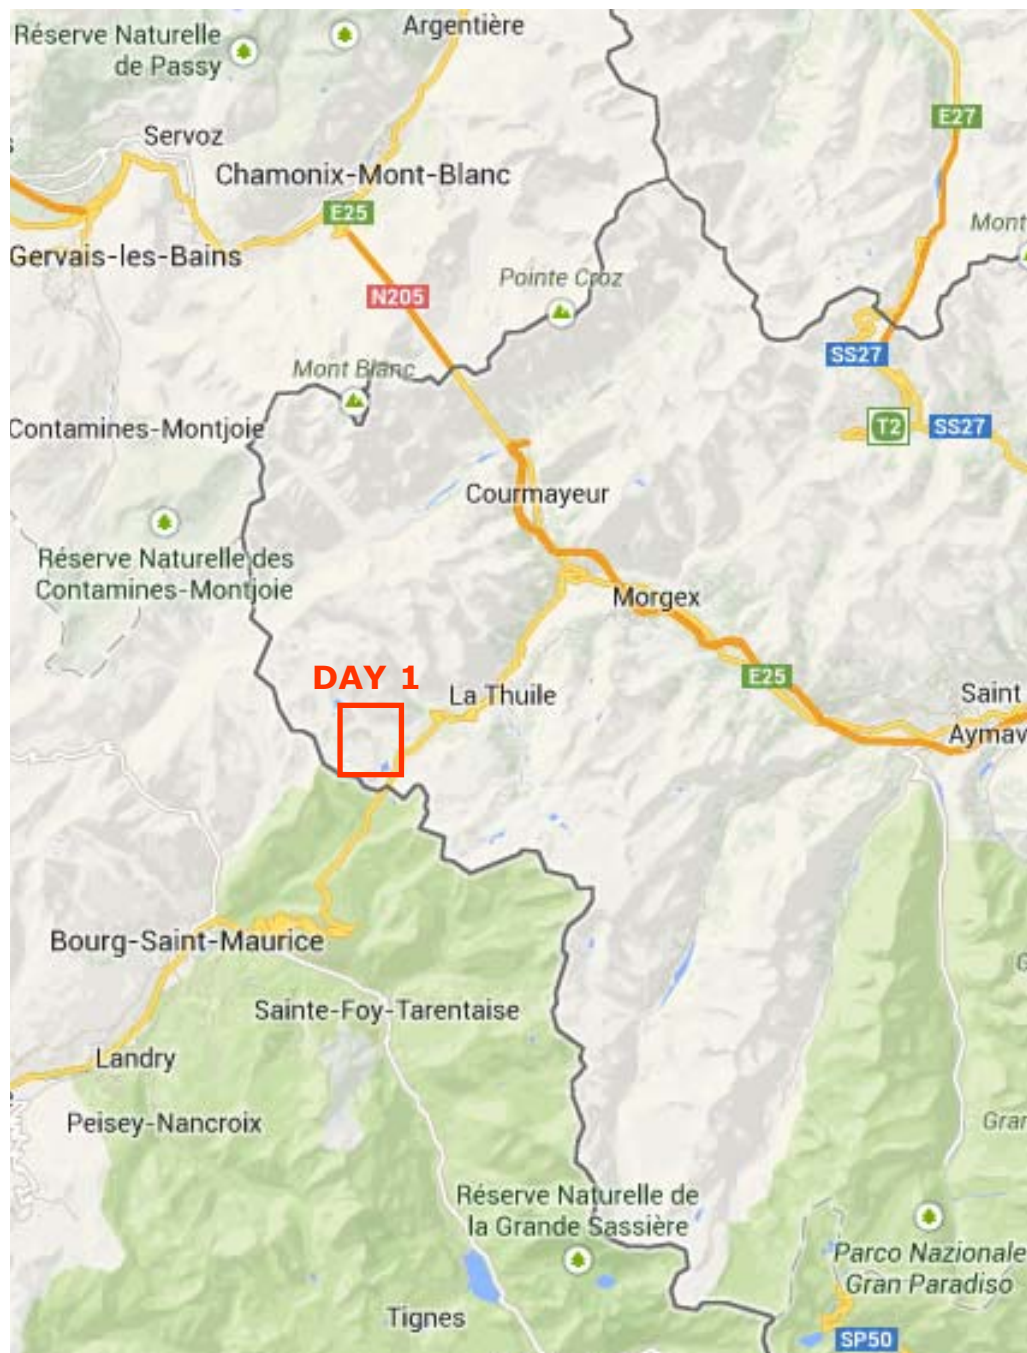 Argentière
Réserve Naturelle
de Passy
E27
Servoz
Chamonix-Mont-Blanc
E25
Mont
Gervais-les-Bains
Pointe Croz
N205
SS27
Mont Blanc
T2
SS27
Contamines-Montjoie
Courmayeur
Réserve Naturelle des
Contamines-Montjoie
Morgex
DAY 1
E25
La Thuile
Saint
Aymav
Bourg-Saint-Maurice
G
Sainte-Foy-Tarentaise
Landry
Peisey-Nancroix
Gran
Réserve Naturelle de
la Grande Sassière
Parco Nazionale
Gran Paradiso
Tignes
SP50